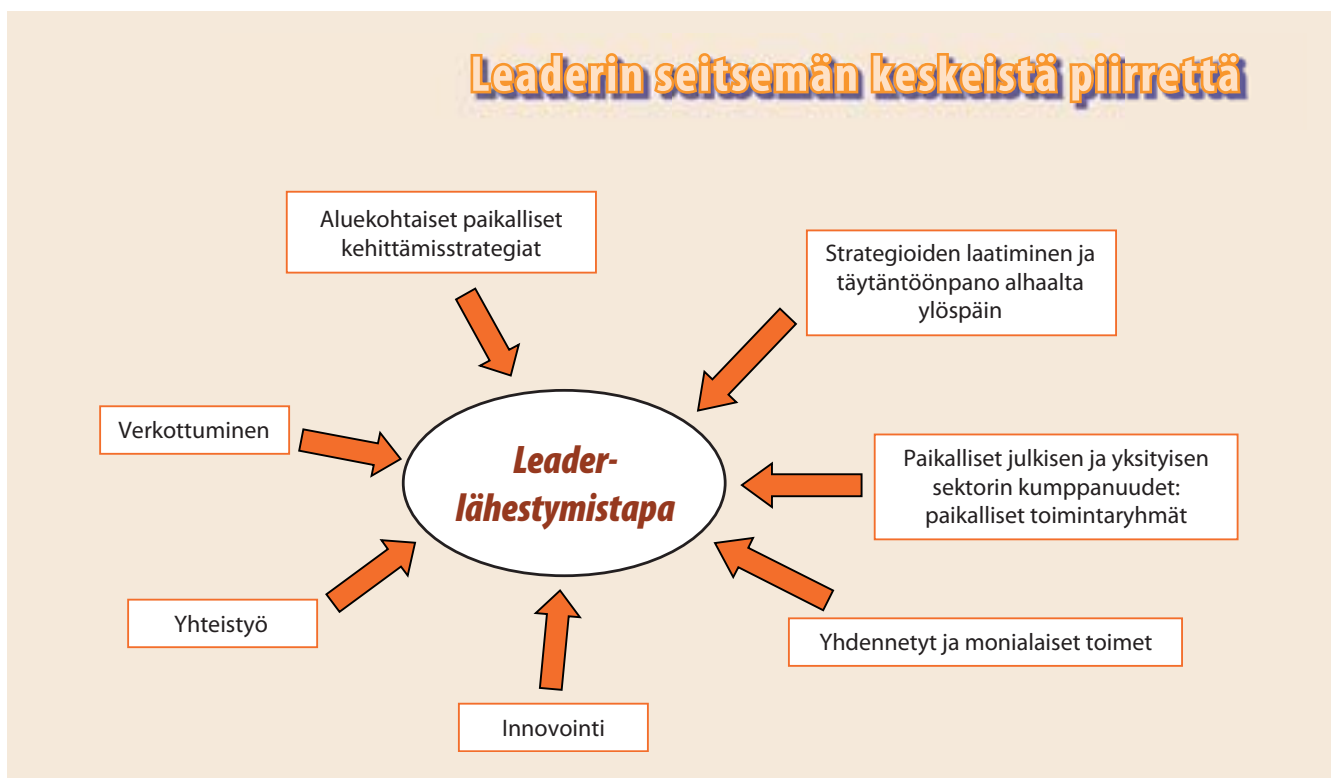 Leaderin seitsemän keskeistä piirrettä
Aluekohtaiset paikalliset
kehittämisstrategiat
Strategioiden laatiminen ja
täytäntöönpano alhaalta
ylöspäin
Verkottuminen
Leader-
lähestymistapa
Paikalliset julkisen ja yksityisen
sektorin kumppanuudet:
paikalliset toimintaryhmät
Yhteistyö
Yhdennetyt ja monialaiset toimet
Innovointi